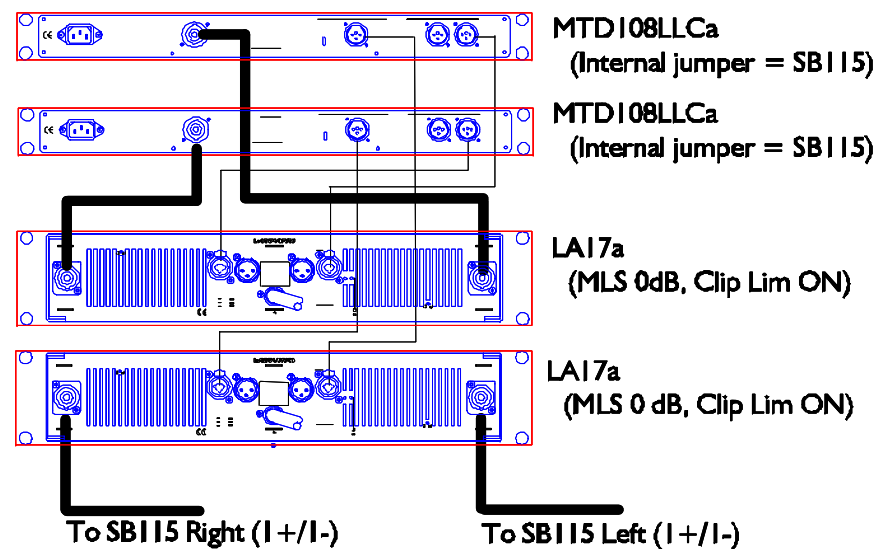 MTD108LLCa
(Internal jumper = SB115)
MTD108LLCa
(Internal jumper = SB115)
LA17a
(MLS 0dB, Clip Lim ON)
LA17a
(MLS 0 dB, Clip Lim ON)
To SB115 Right (1+/1-)
To SB115 Left (1+/1-)